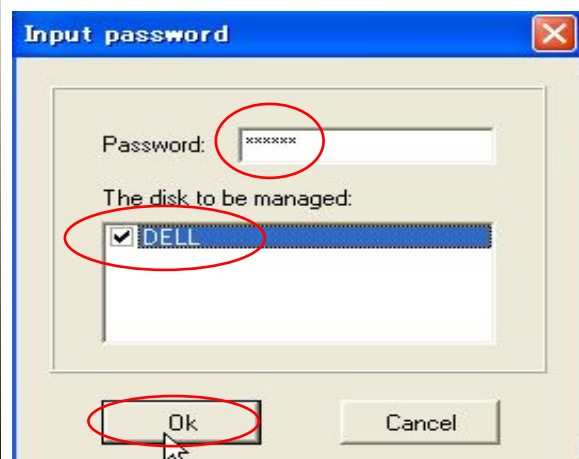 Input password
Password: ******
The disk to be managed:
DELL
Ok Cancel